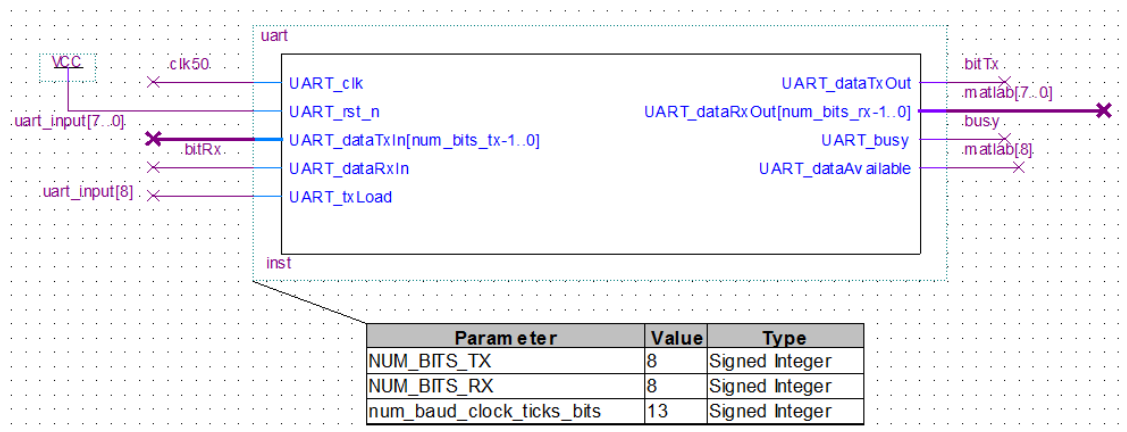 uart
VCC
clk50
bitTx
UART_clk
UART_dataTxOut
matlab[7..0]
UART_rst_n
UART_dataRxOut[num_bits_rx-1..0]
uart_input[7..0]
busy
UART_dataTxIn[num_bits_tx-1..0]
UART_busy
bitRx
matlab[8]
UART_dataRxIn
UART_dataAvailable
uart_input[8]
UART_txLoad
inst
Parameter Value Type
NUM_BITS_TX 8 Signed Integer
NUM_BITS_RX 8 Signed Integer
num_baud_clock_ticks_bits 13 Signed Integer